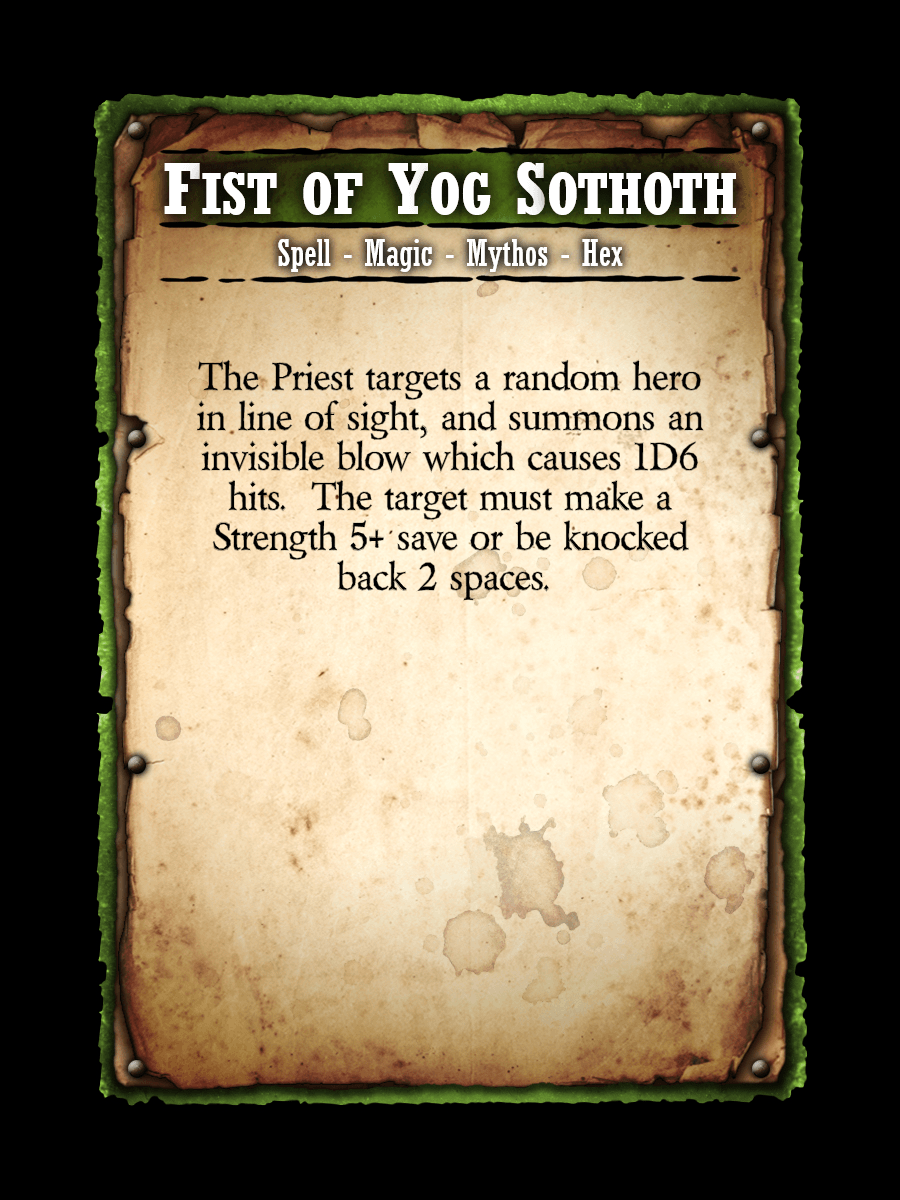 Fist of Yog Sothoth
Spell - Magic - Mythos - Hex
The Priest targets a random hero
in line of sight, and summons an
invisible blow which causes 1D6
hits.  The target must make a
Strength 5+ save or be knocked
back 2 spaces.